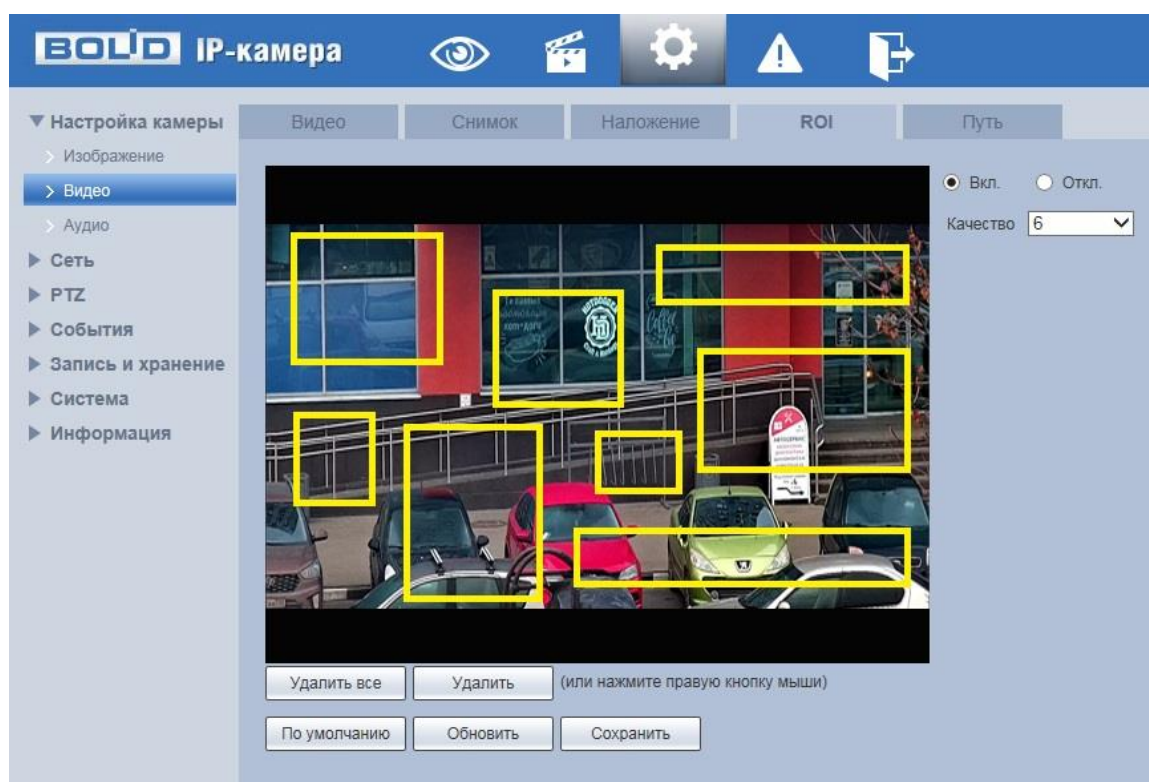 BOLID IP-камера
Настройка камеры
Изображение
Видео
Аудио
Сеть
PTZ
События
Запись и хранение
Система
Информация
Видео Снимок Наложение ROI Путь
Вкл. Откл.
Качество 6
АВТОСЕРВИС
Удалить все Удалить (или нажмите правую кнопку мыши)
По умолчанию Обновить Сохранить